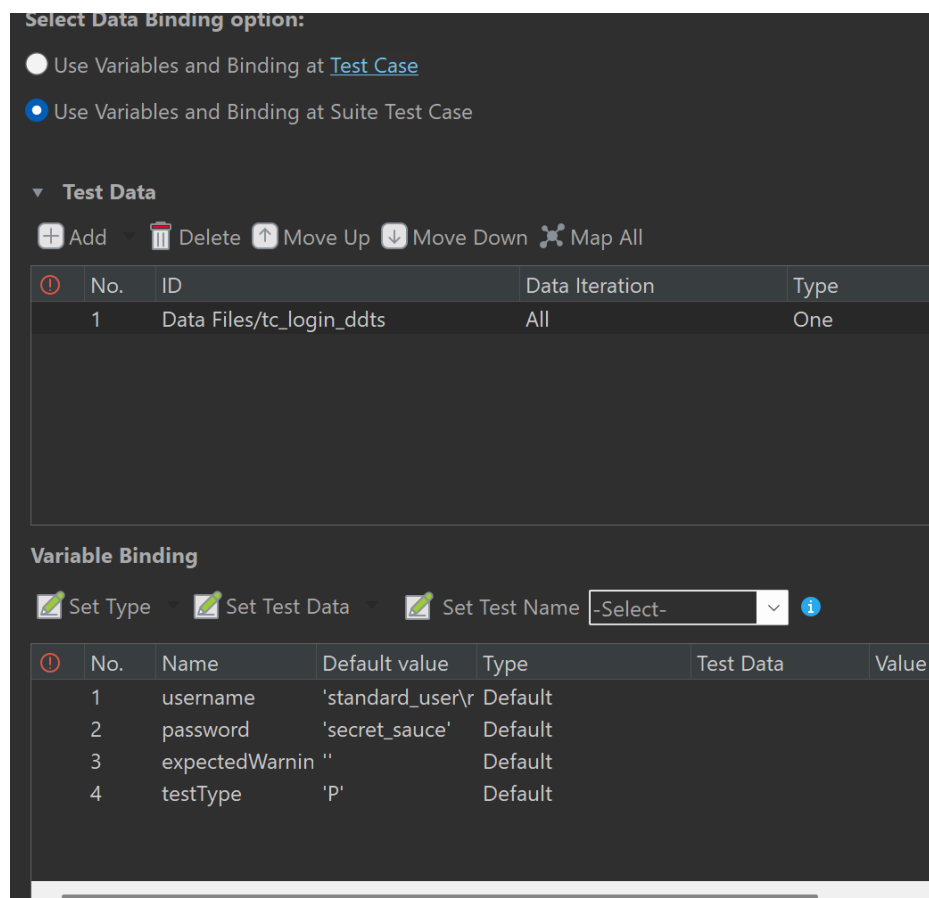 Select Data Binding option:
Use Variables and Binding at Test Case
Use Variables and Binding at Suite Test Case
Test Data
Add Delete Move Up Move Down Map All
No. ID Data Iteration Type
1 Data Files/tc_login_ddts All One
Variable Binding
Set Type Set Test Data Set Test Name -Select-
No. Name Default value Type Test Data Value
1 username 'standard_user\r Default
2 password 'secret_sauce' Default
3 expectedWarnin '' Default
4 testType 'P' Default